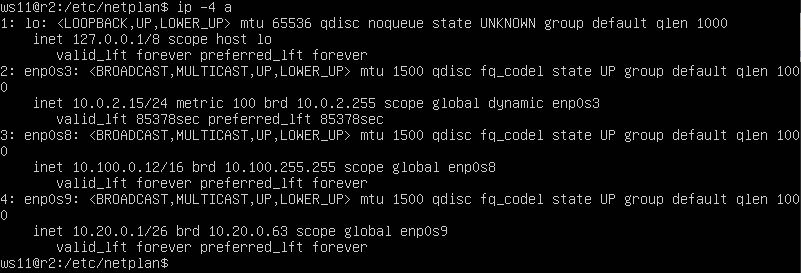 ws11@r2:/etc/netplan$ ip -4 a
1: lo: <LOOPBACK,UP,LOWER_UP> mtu 65536 qdisc noqueue state UNKNOWN group default qlen 1000
    inet 127.0.0.1/8 scope host lo
       valid_lft forever preferred_lft forever
2: enp0s3: <BROADCAST,MULTICAST,UP,LOWER_UP> mtu 1500 qdisc fq_codel state UP group default qlen 100
0
    inet 10.0.2.15/24 metric 100 brd 10.0.2.255 scope global dynamic enp0s3
       valid_lft 85378sec preferred_lft 85378sec
3: enp0s8: <BROADCAST,MULTICAST,UP,LOWER_UP> mtu 1500 qdisc fq_codel state UP group default qlen 100
0
    inet 10.100.0.12/16 brd 10.100.255.255 scope global enp0s8
       valid_lft forever preferred_lft forever
4: enp0s9: <BROADCAST,MULTICAST,UP,LOWER_UP> mtu 1500 qdisc fq_codel state UP group default qlen 100
0
    inet 10.20.0.1/26 brd 10.20.0.63 scope global enp0s9
       valid_lft forever preferred_lft forever
ws11@r2:/etc/netplan$